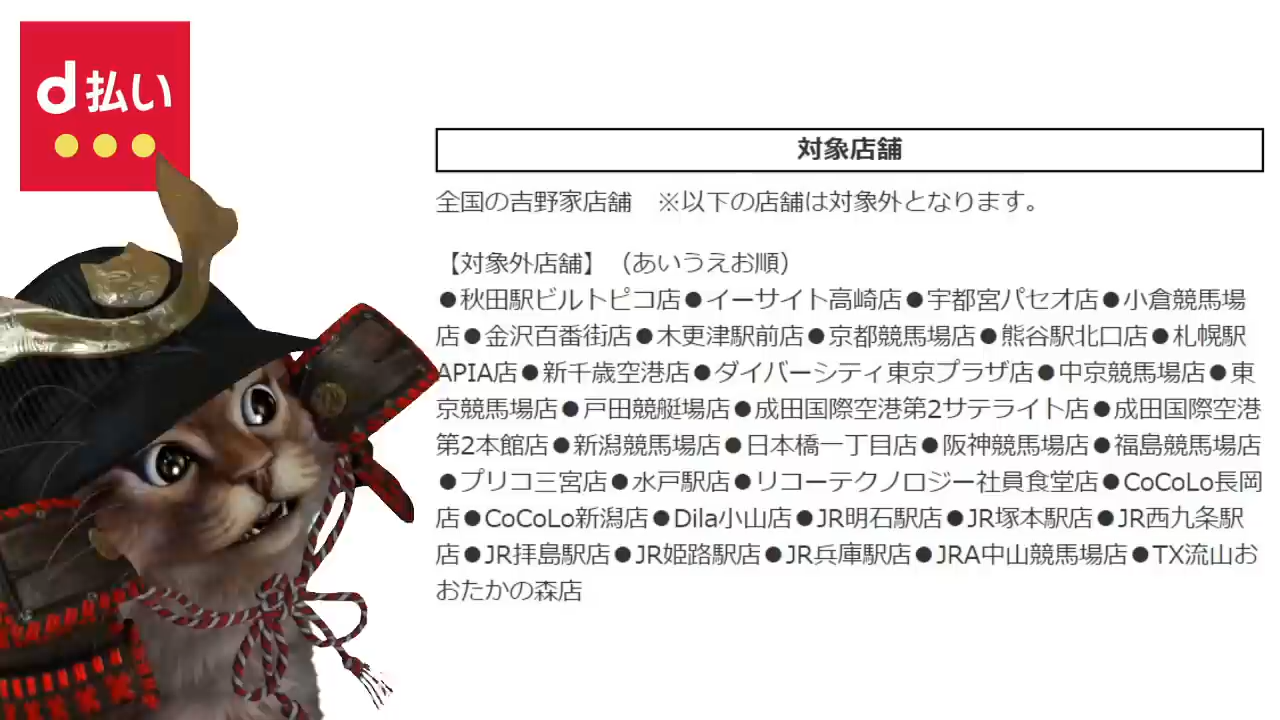 d払い
対象店舗
全国の吉野家店舗　※以下の店舗は対象外となります。
【対象外店舗】（あいうえお順）
●秋田駅ビルトピコ店●イーサイト高崎店●宇都宮パセオ店●小倉競馬場
店●金沢百番街店●木更津駅前店●京都競馬場店●熊谷駅北口店●札幌駅
APIA店●新千歳空港店●ダイバーシティ東京プラザ店●中京競馬場店●東
京競馬場店●戸田競艇場店●成田国際空港第2サテライト店●成田国際空港
第2本館店●新潟競馬場店●日本橋一丁目店●阪神競馬場店●福島競馬場店
●プリコ三宮店●水戸駅店●リコーテクノロジー社員食堂店●CoCoLo長岡
店●CoCoLo新潟店●Dila小山店●JR明石駅店●JR塚本駅店●JR西九条駅
店●JR拝島駅店●JR姫路駅店●JR兵庫駅店●JRA中山競馬場店●TX流山お
おたかの森店